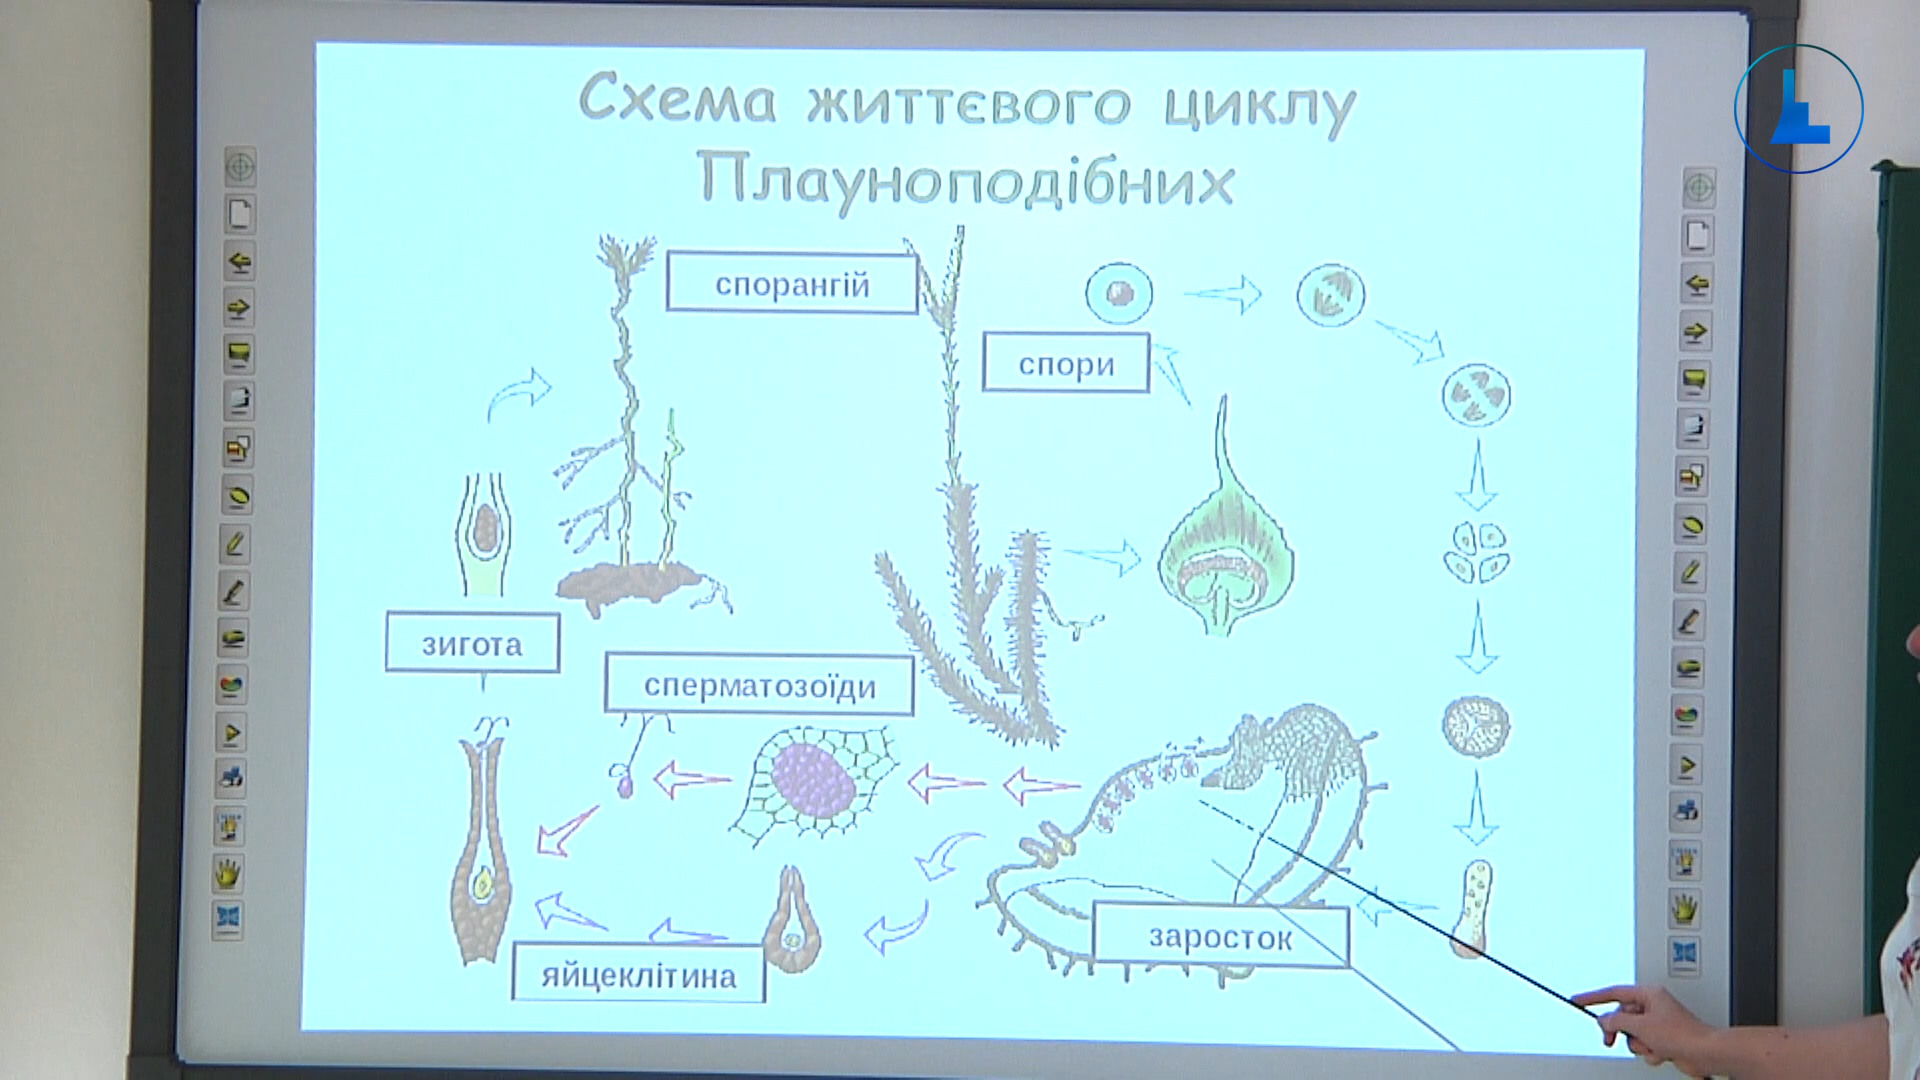 Схема життєвого циклу
Плауноподібних
спорангій
спори
зигота
сперматозоїди
заросток
яйцеклітина